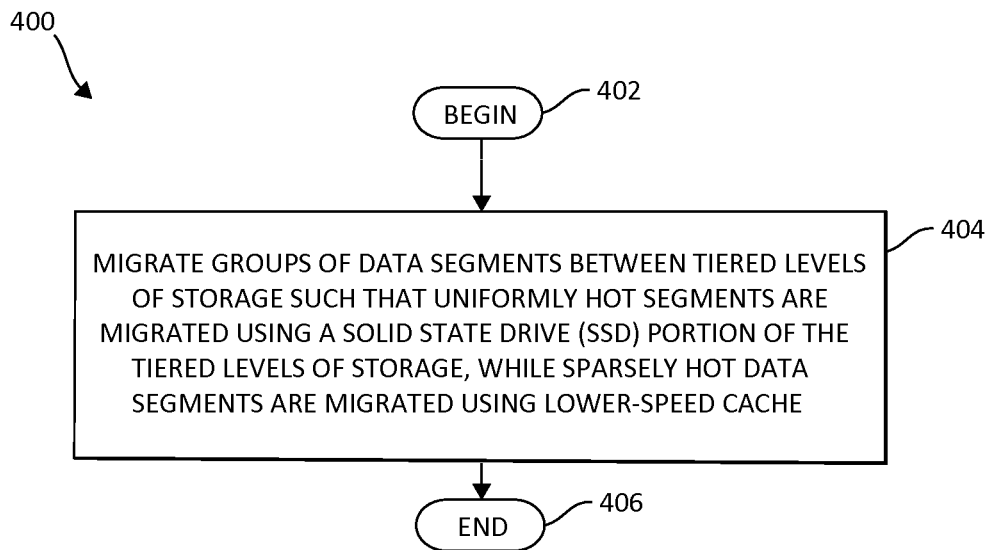 400
BEGIN
402
404
MIGRATE GROUPS OF DATA SEGMENTS BETWEEN TIERED LEVELS
OF STORAGE SUCH THAT UNIFORMLY HOT SEGMENTS ARE
MIGRATED USING A SOLID STATE DRIVE (SSD) PORTION OF THE
TIERED LEVELS OF STORAGE, WHILE SPARSELY HOT DATA
SEGMENTS ARE MIGRATED USING LOWER-SPEED CACHE
END
406